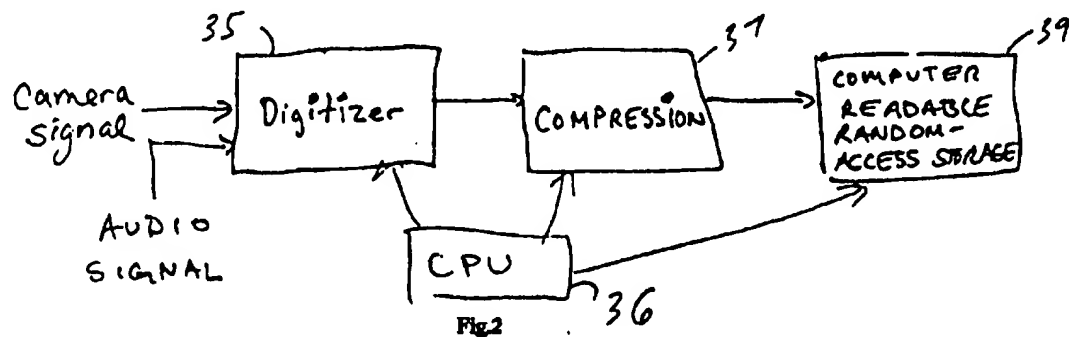 35
37
39
Camera
signal
Digitizer
COMPRESSION
COMPUTER
READABLE
RANDOM-
ACCESS STORAGE
AUDIO
SIGNAL
CPU
36
Fig.2